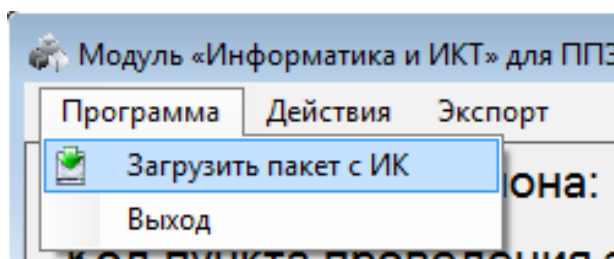 Модуль «Информатика и ИКТ» для ППЭ
Программа Действия Экспорт
Загрузить пакет с ИК
она:
Выход